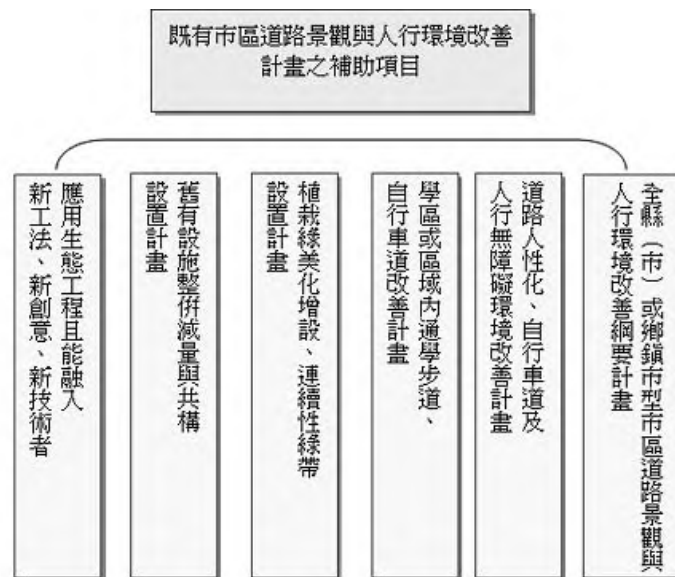 既有市區道路景觀與人行環境改善
計畫之補助項目
全縣（市）或鄉鎮市型市區道路景觀與
人行環境改善綱要計畫
道路人性化、自行車道及
人行無障礙環境改善計畫
學區或區域內通學步道、
自行車道改善計畫
植栽綠美化增設、連續性綠帶
設置計畫
舊有設施整併減量與共構
設置計畫
應用生態工程且能融入
新工法、新創意、新技術者